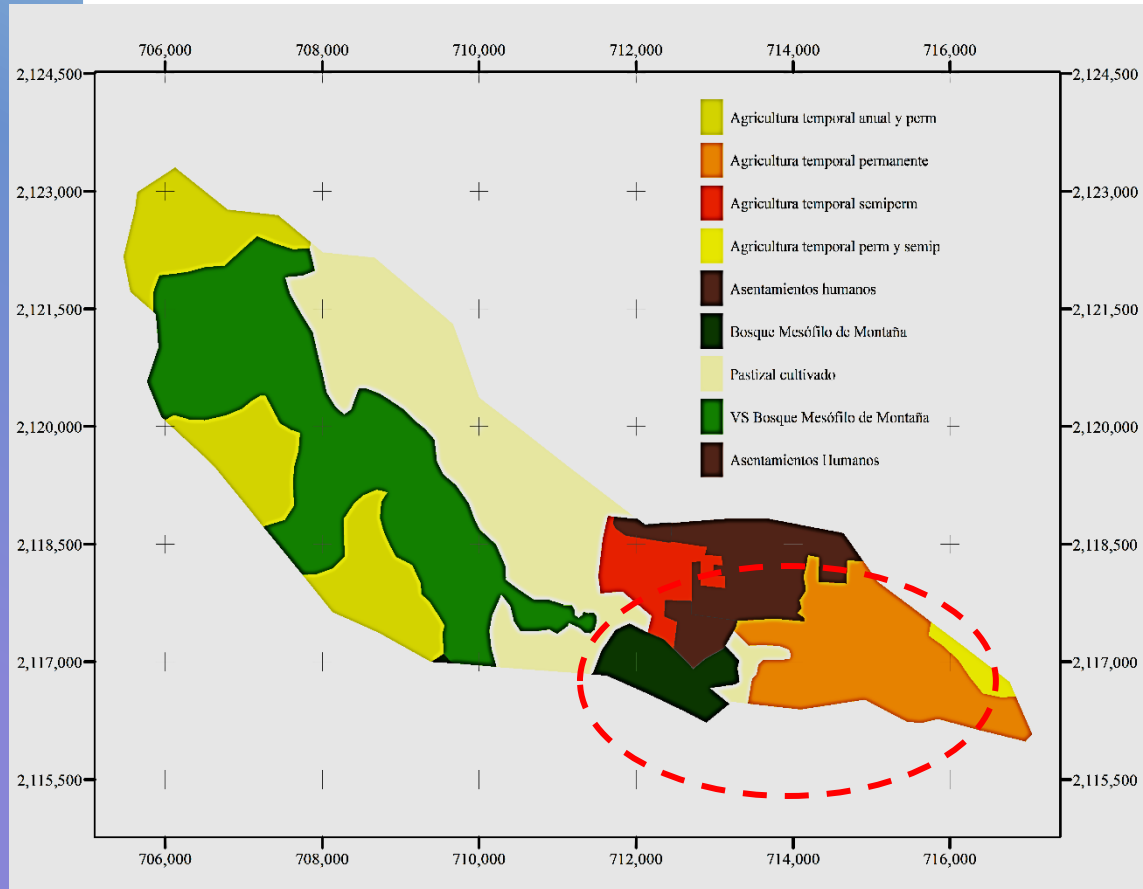 706,000 708,000 710,000 712,000 714,000 716,000
2,124,500 2,124,500
Agricultura temporal anual y perm
Agricultura temporal permanente
2,123,000 2,123,000
Agricultura temporal semiperm
Agricultura temporal perm y semip
Asentamientos humanos
2,121,500 2,121,500
Bosque Mesófilo de Montaña
Pastizal cultivado
VS Bosque Mesófilo de Montaña
2,120,000 2,120,000
Asentamientos Humanos
2,118,500 2,118,500
2,117,000 2,117,000
2,115,500 2,115,500
706,000 708,000 710,000 712,000 714,000 716,000